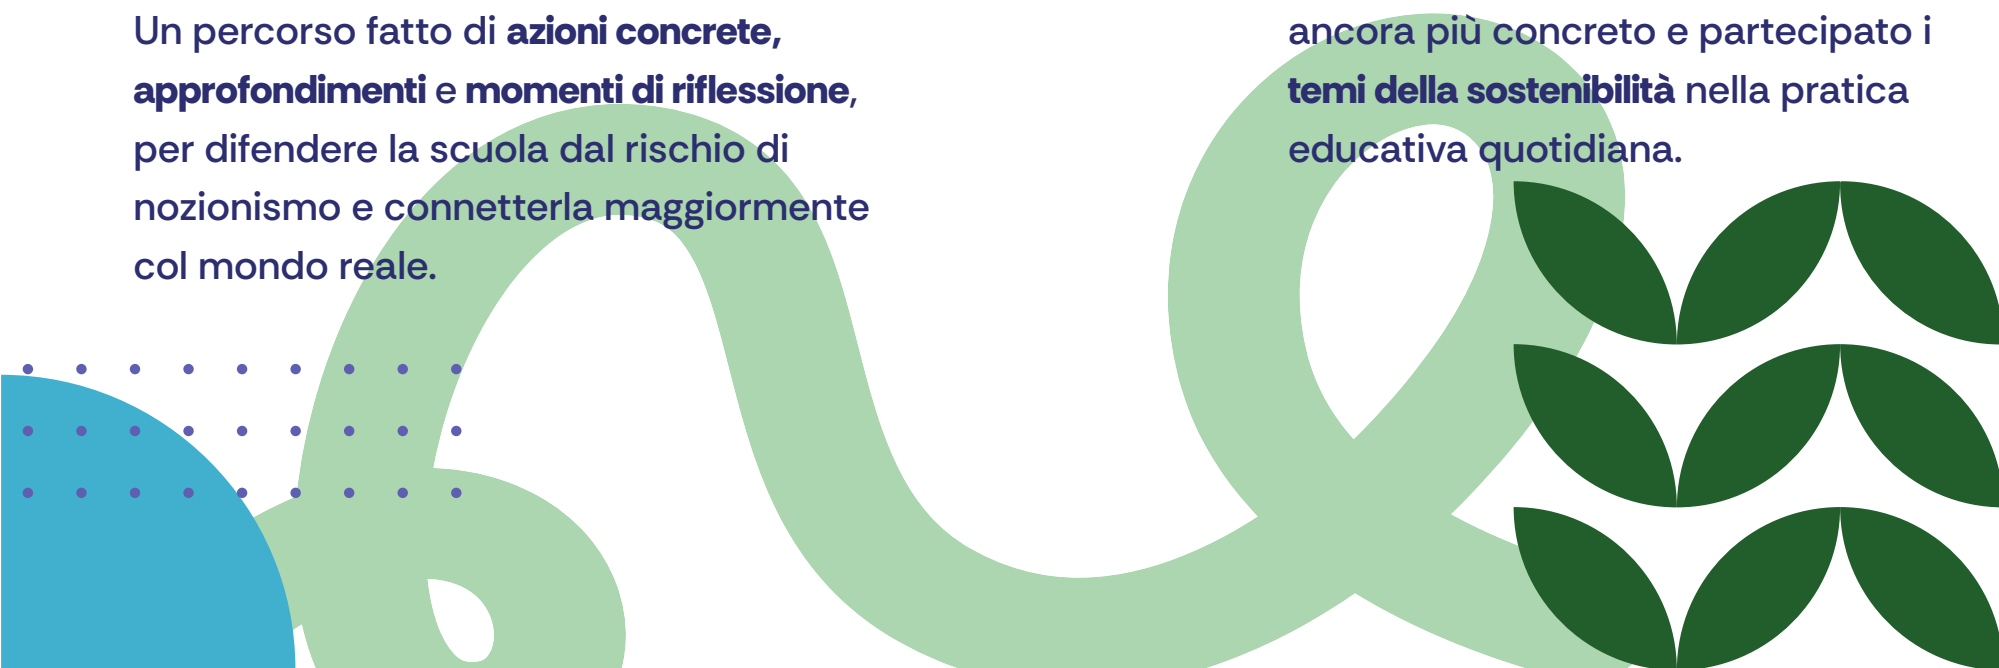 Un percorso fatto di azioni concrete,
approfondimenti e momenti di riflessione,
per difendere la scuola dal rischio di
nozionismo e connetterla maggiormente
col mondo reale.
ancora più concreto e partecipato i
temi della sostenibilità nella pratica
educativa quotidiana.